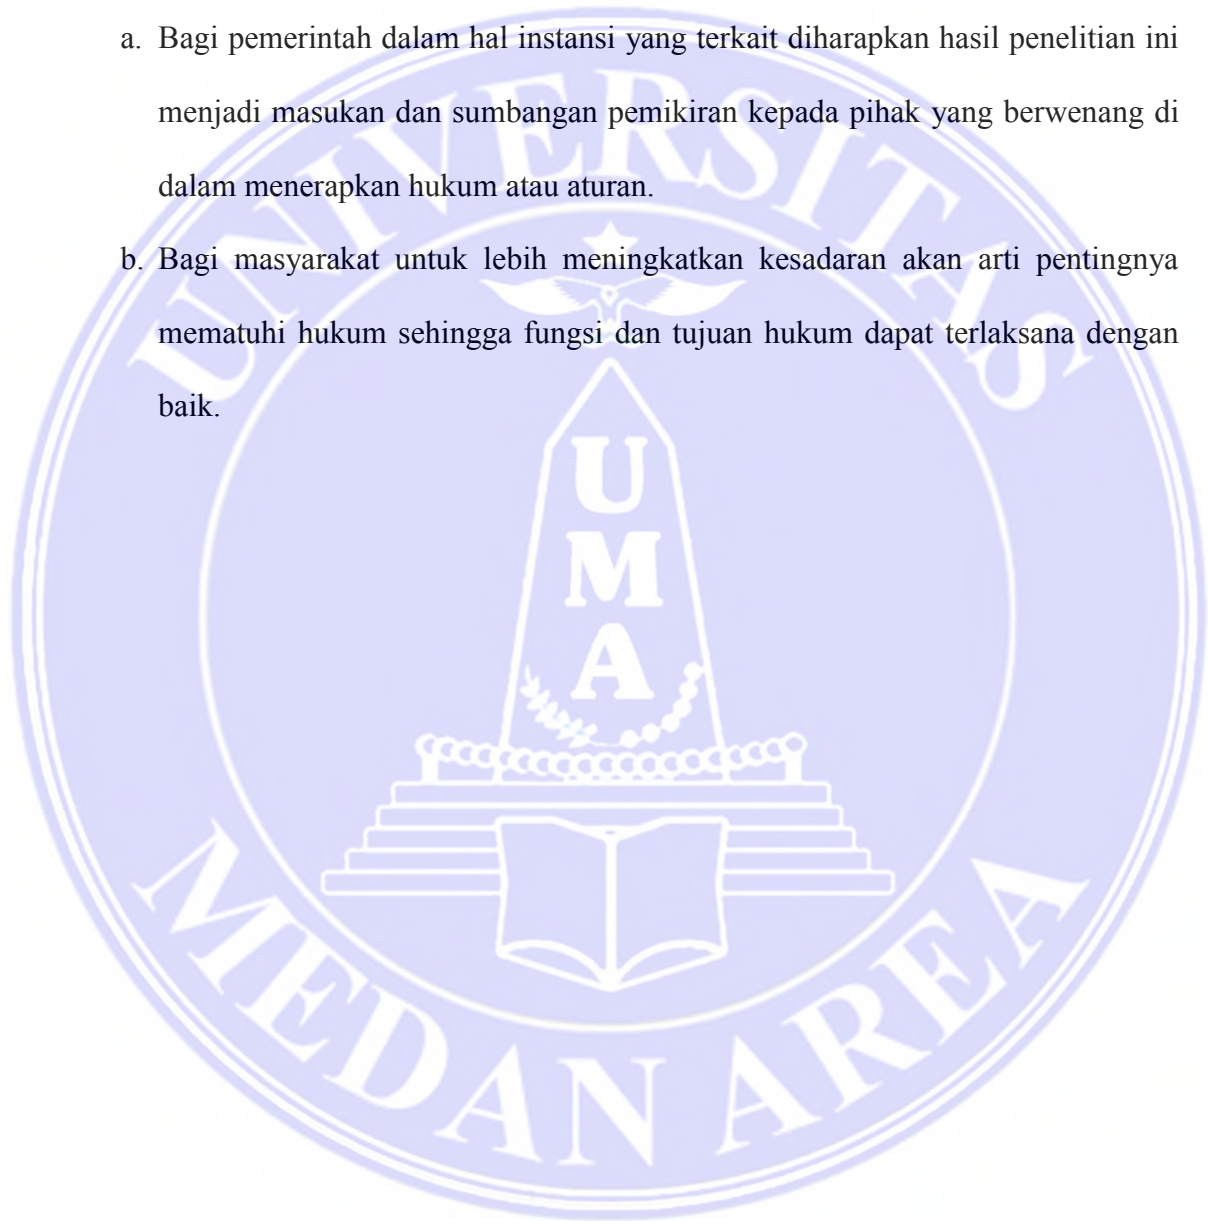 a. Bagi pemerintah dalam hal instansi yang terkait diharapkan hasil penelitian ini
menjadi masukan dan sumbangan pemikiran kepada pihak yang berwenang di
dalam menerapkan hukum atau aturan.
b. Bagi masyarakat untuk lebih meningkatkan kesadaran akan arti pentingnya
mematuhi hukum sehingga fungsi dan tujuan hukum dapat terlaksana dengan
baik.
UNIVERSITAS
U
M
A
MEDAN AREA